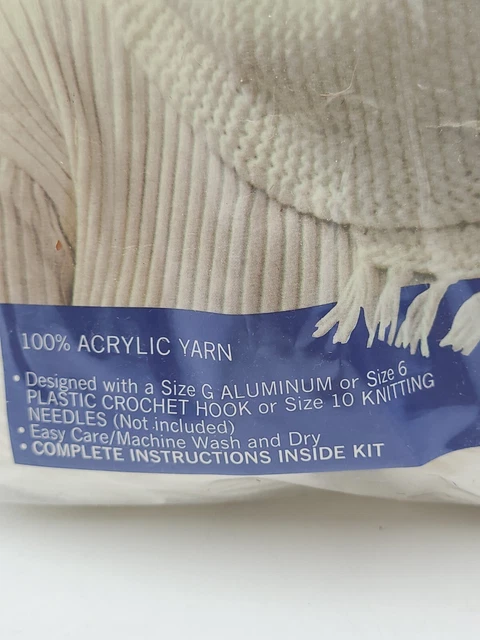 100% ACRYLIC YARN
• Designed with a Size G ALUMINUM or Size 6
PLASTIC CROCHET HOOK or Size 10 KNITTING
NEEDLES (Not included)
• Easy Care/Machine Wash and Dry
• COMPLETE INSTRUCTIONS INSIDE KIT